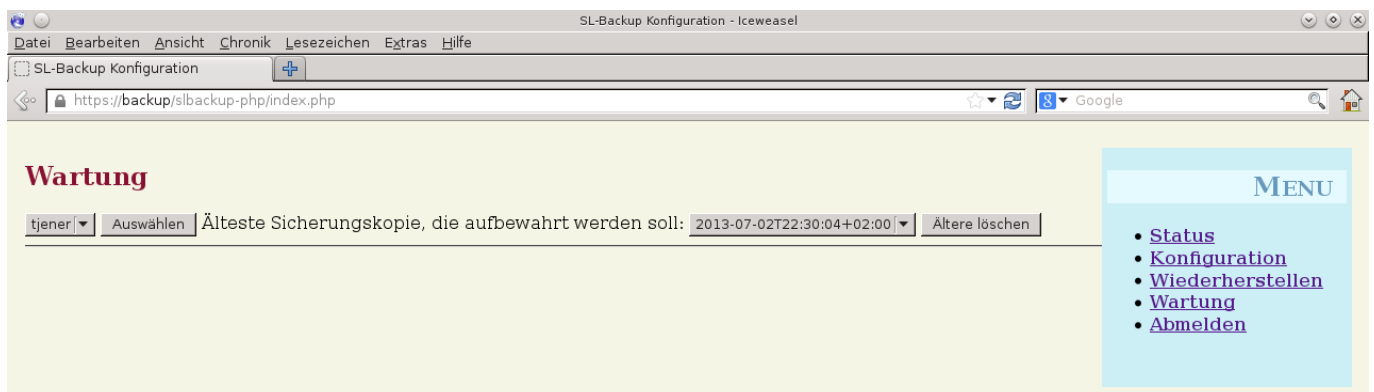 SL-Backup Konfiguration - Iceweasel
Datei Bearbeiten Ansicht Chronik Lesezeichen Extras Hilfe
SL-Backup Konfiguration
https://backup/slbackup-php/index.php
8 Google
Wartung
tjener Auswählen Älteste Sicherungskopie, die aufbewahrt werden soll: 2013-07-02T22:30:04+02:00 Ältere löschen
MENU
Status
Konfiguration
Wiederherstellen
Wartung
Abmelden